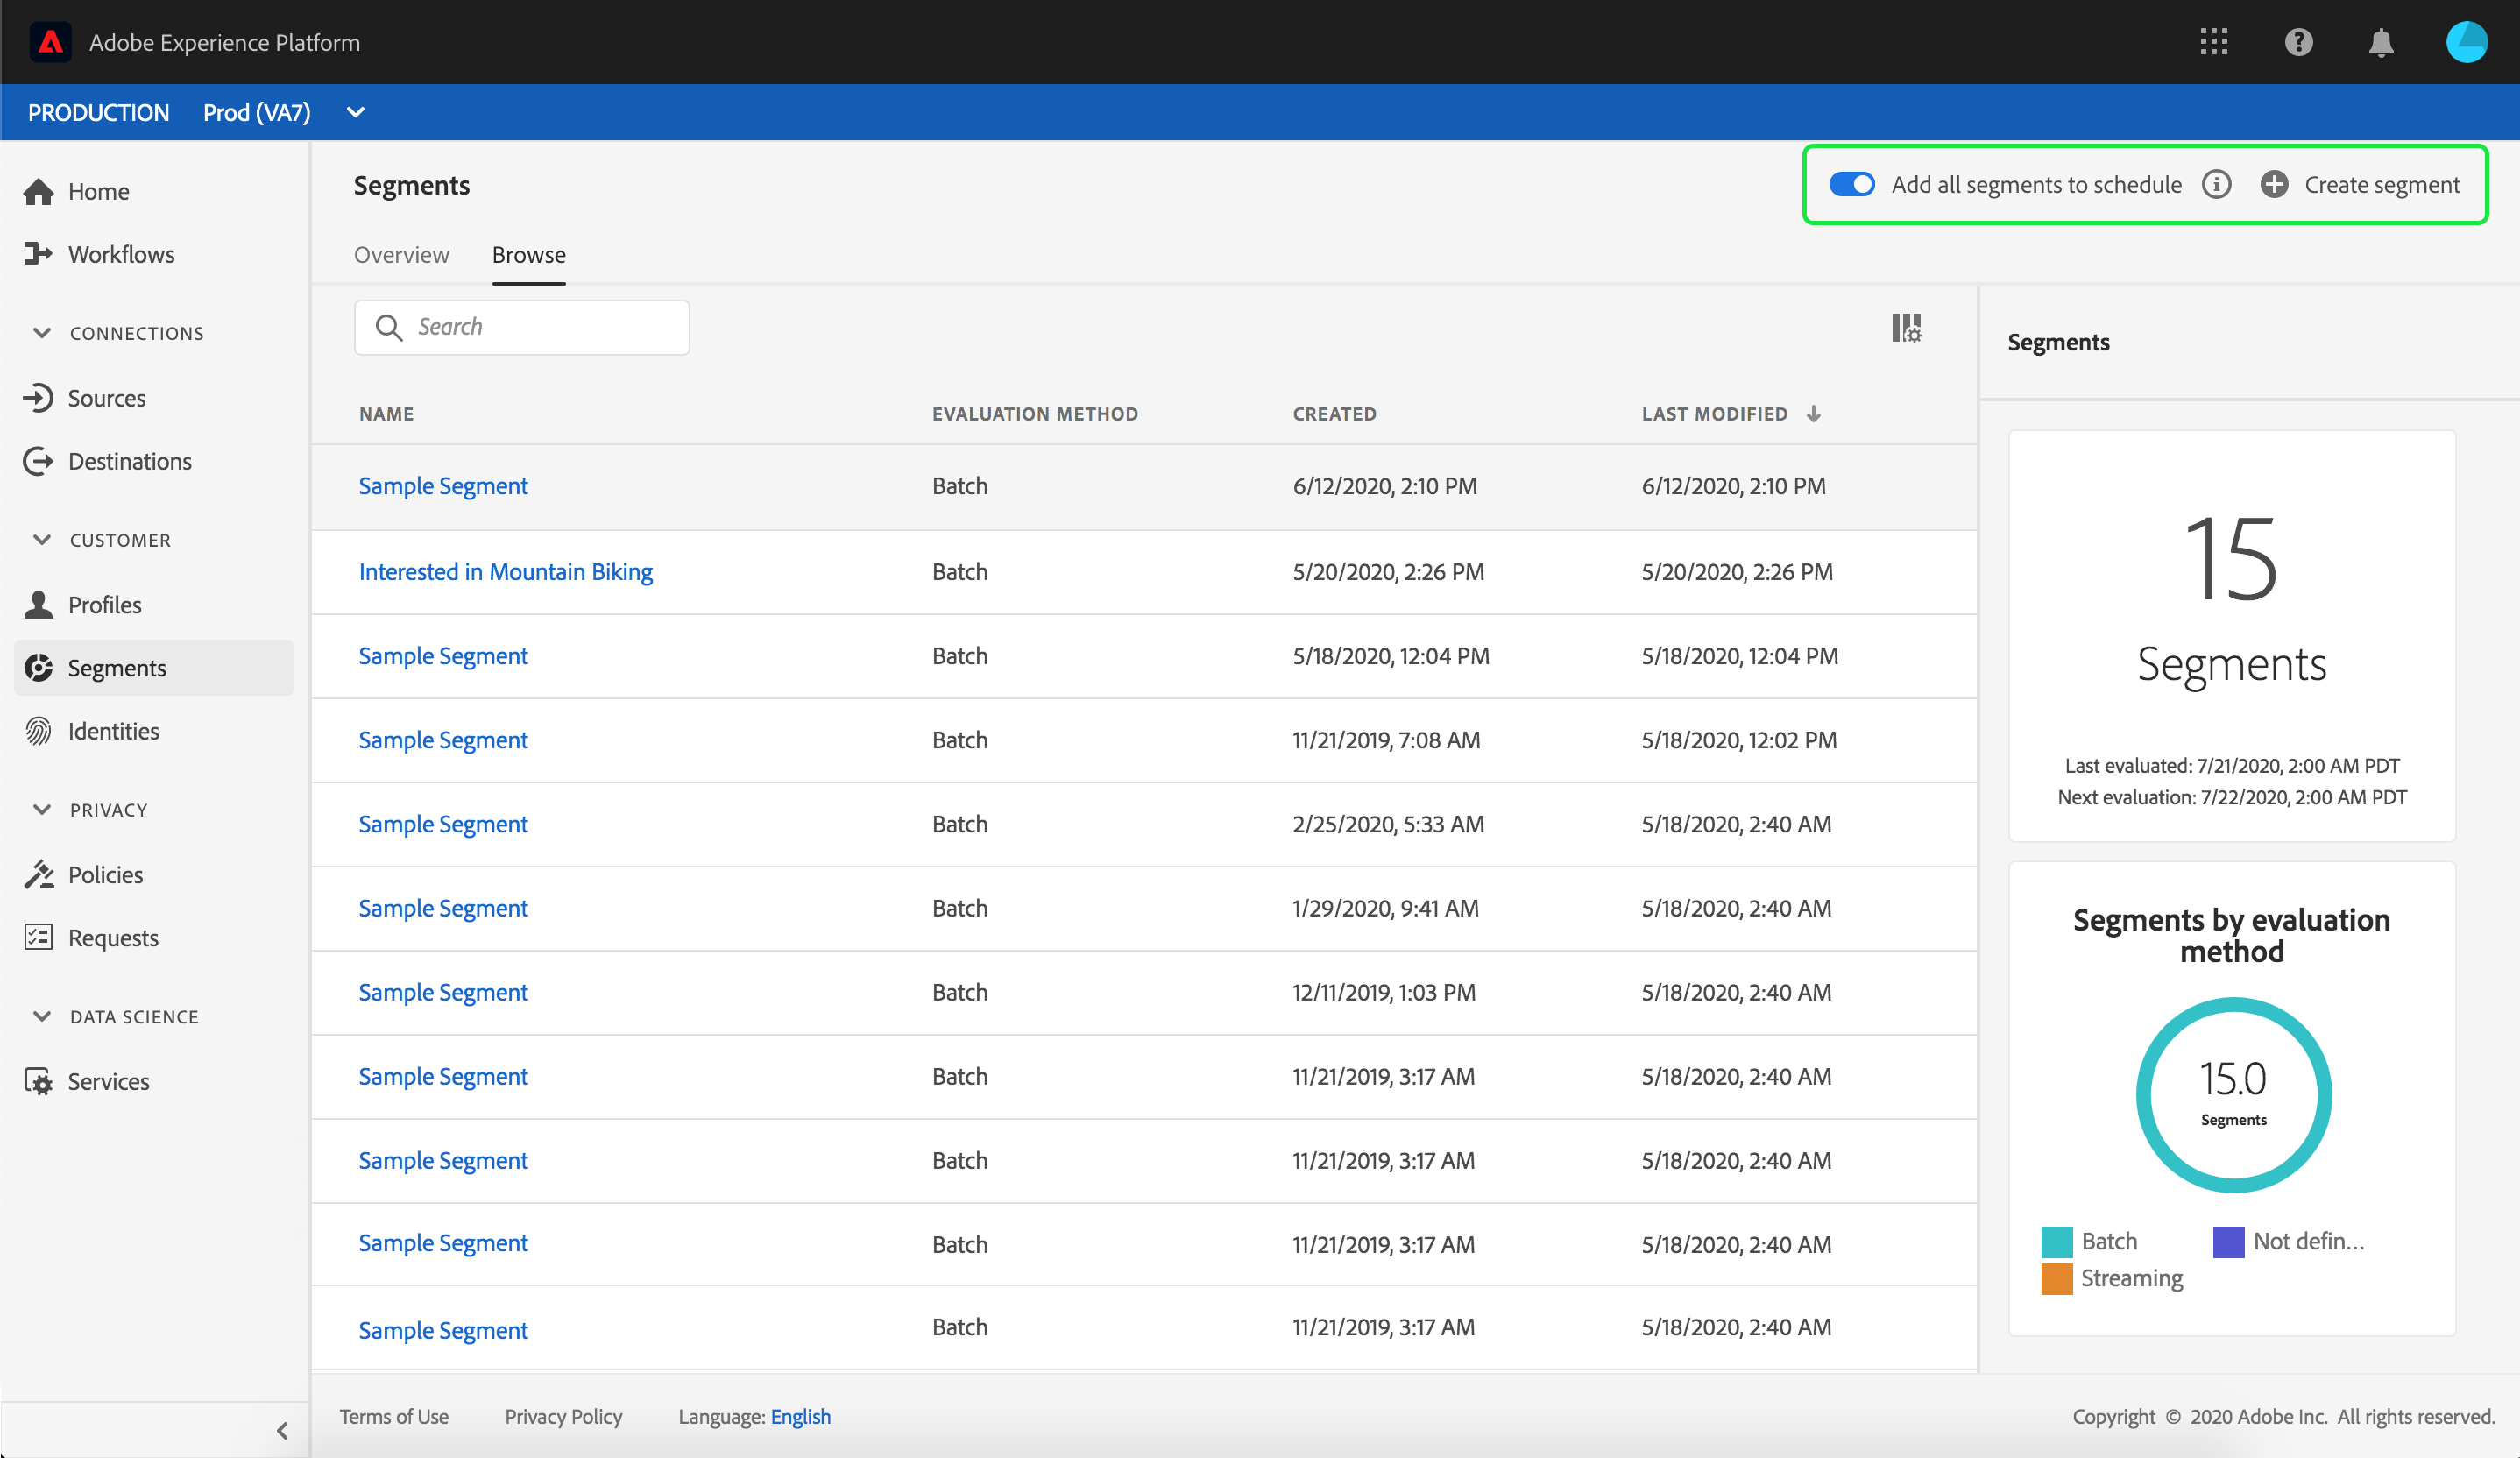 Adobe Experience Platform
PRODUCTION Prod (VA7)
Home
Workflows
CONNECTIONS
Sources
Destinations
CUSTOMER
Profiles
Segments
Identities
PRIVACY
Policies
Requests
DATA SCIENCE
Services
Segments
Add all segments to schedule Create segment
Overview Browse
Search
NAME EVALUATION METHOD CREATED LAST MODIFIED
Sample Segment Batch 6/12/2020, 2:10 PM 6/12/2020, 2:10 PM
Interested in Mountain Biking Batch 5/20/2020, 2:26 PM 5/20/2020, 2:26 PM
Sample Segment Batch 5/18/2020, 12:04 PM 5/18/2020, 12:04 PM
Sample Segment Batch 11/21/2019, 7:08 AM 5/18/2020, 12:02 PM
Sample Segment Batch 2/25/2020, 5:33 AM 5/18/2020, 2:40 AM
Sample Segment Batch 1/29/2020, 9:41 AM 5/18/2020, 2:40 AM
Sample Segment Batch 12/11/2019, 1:03 PM 5/18/2020, 2:40 AM
Sample Segment Batch 11/21/2019, 3:17 AM 5/18/2020, 2:40 AM
Sample Segment Batch 11/21/2019, 3:17 AM 5/18/2020, 2:40 AM
Sample Segment Batch 11/21/2019, 3:17 AM 5/18/2020, 2:40 AM
Sample Segment Batch 11/21/2019, 3:17 AM 5/18/2020, 2:40 AM
Segments
15
Segments
Last evaluated: 7/21/2020, 2:00 AM PDT
Next evaluation: 7/22/2020, 2:00 AM PDT
Segments by evaluation
method
15.0
Segments
Batch Not defin...
Streaming
Terms of Use Privacy Policy Language: English Copyright © 2020 Adobe Inc. All rights reserved.